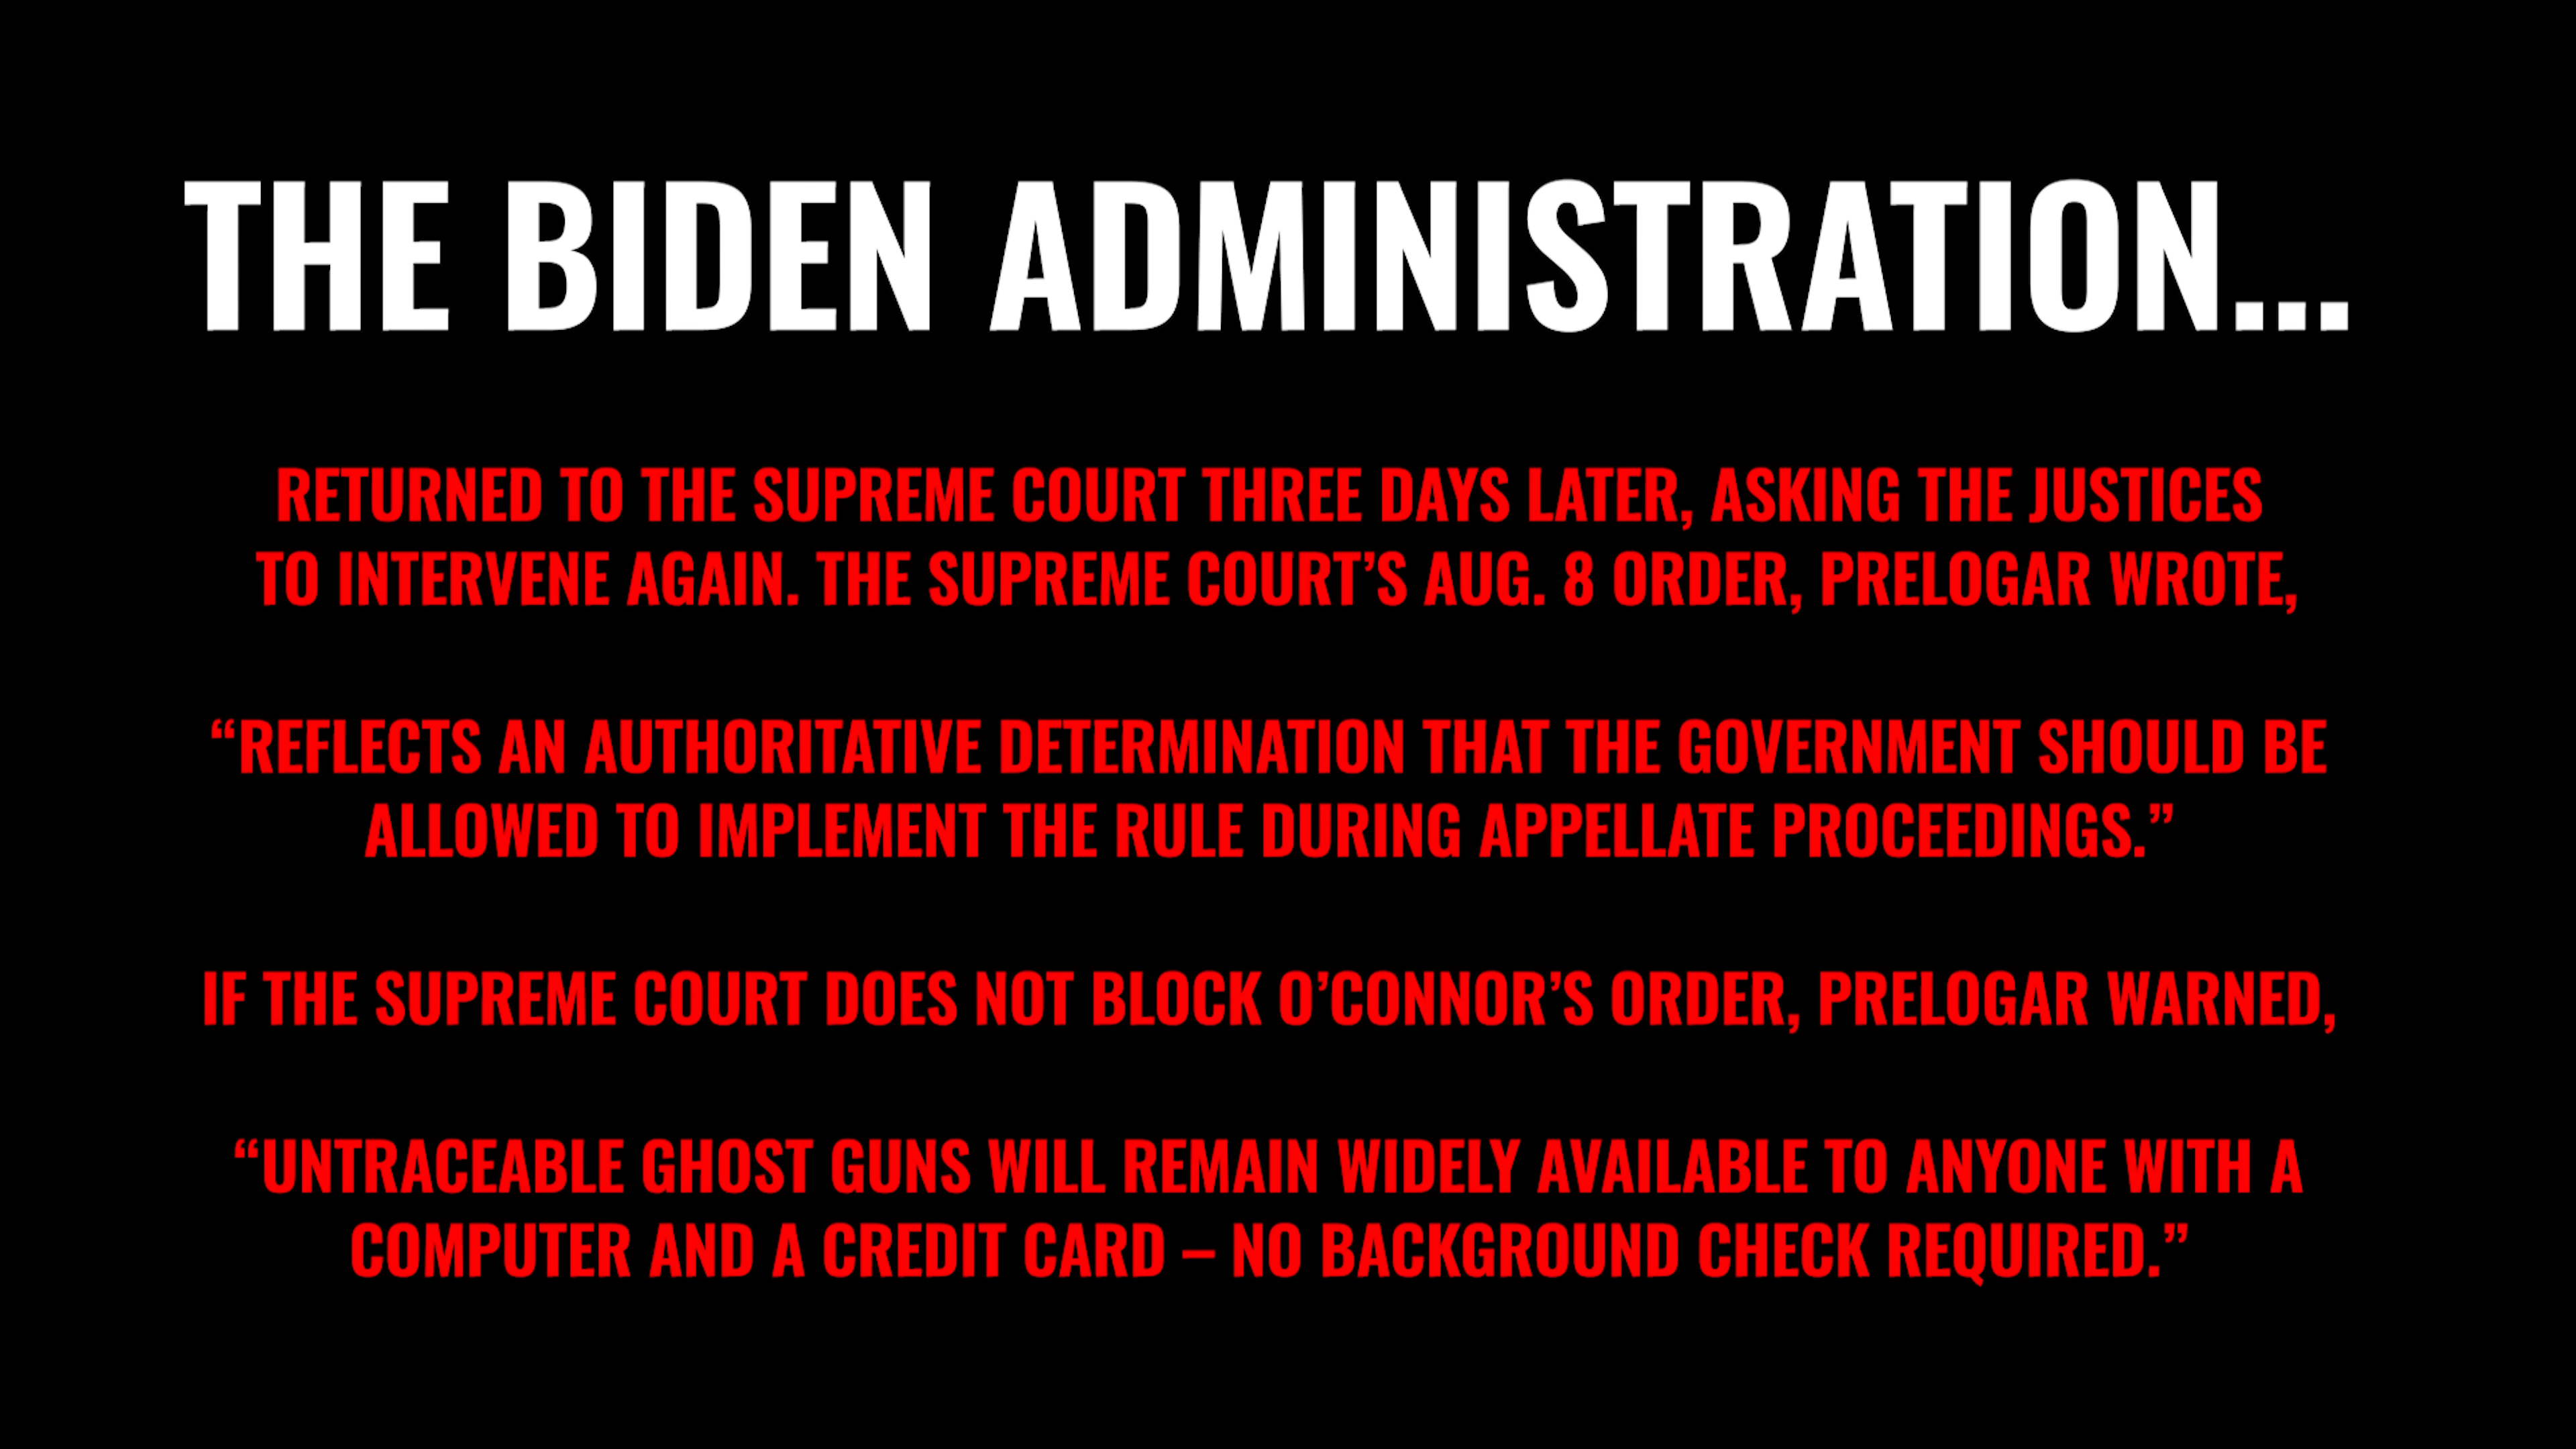 THE BIDEN ADMINISTRATION...
RETURNED TO THE SUPREME COURT THREE DAYS LATER, ASKING THE JUSTICES
TO INTERVENE AGAIN. THE SUPREME COURT’S AUG. 8 ORDER, PRELOGAR WROTE,
“REFLECTS AN AUTHORITATIVE DETERMINATION THAT THE GOVERNMENT SHOULD BE
ALLOWED TO IMPLEMENT THE RULE DURING APPELLATE PROCEEDINGS.”
IF THE SUPREME COURT DOES NOT BLOCK O’CONNOR’S ORDER, PRELOGAR WARNED,
“UNTRACEABLE GHOST GUNS WILL REMAIN WIDELY AVAILABLE TO ANYONE WITH A
COMPUTER AND A CREDIT CARD – NO BACKGROUND CHECK REQUIRED.”